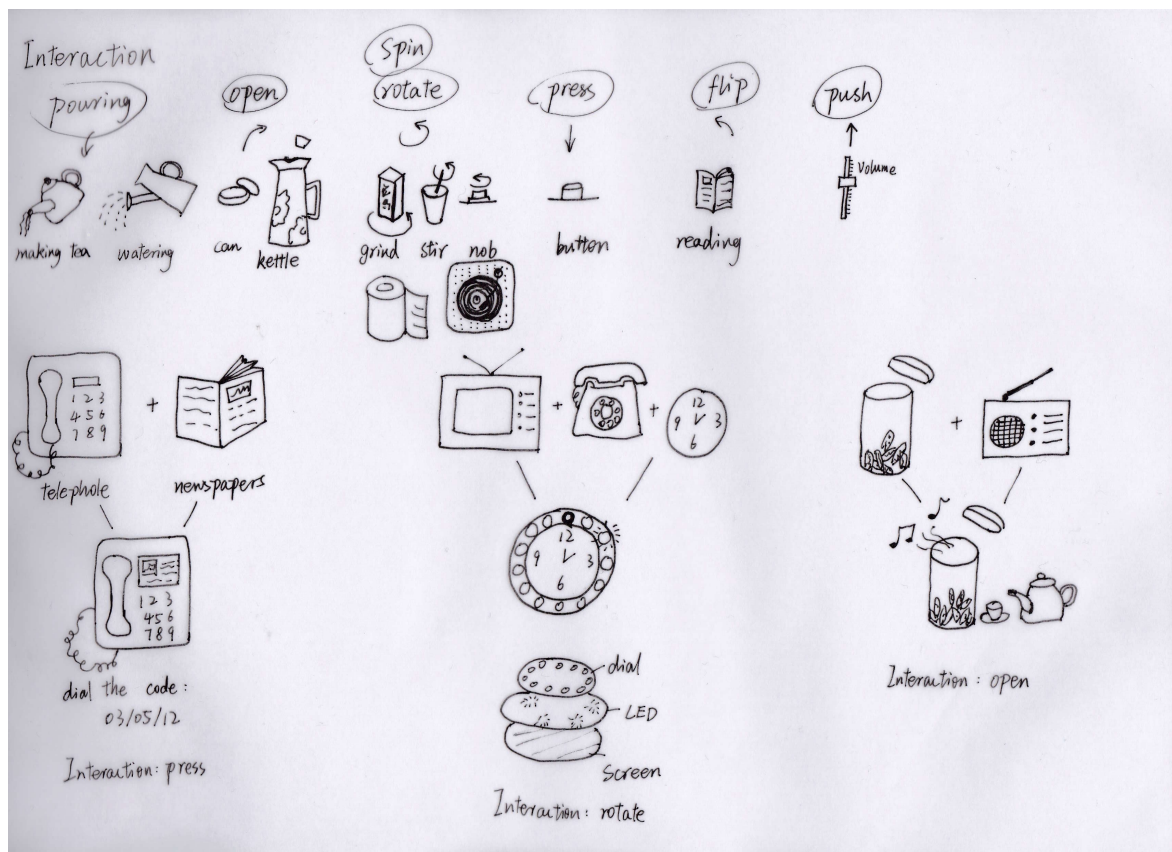 Interaction
pouring
open
Spin
rotate
press
flip
push
Volume
making tea
watering
can
kettle
grind
stir
nob
button
reading
1 2 3
4 5 6
7 8 9
+
telephole
newspapers
+
+
12
9 3
6
+
1 2 3
4 5 6
7 8 9
dial the code:
03/05/12
Interaction: press
12
9 3
6
dial
LED
Screen
Interaction: rotate
Interaction: open